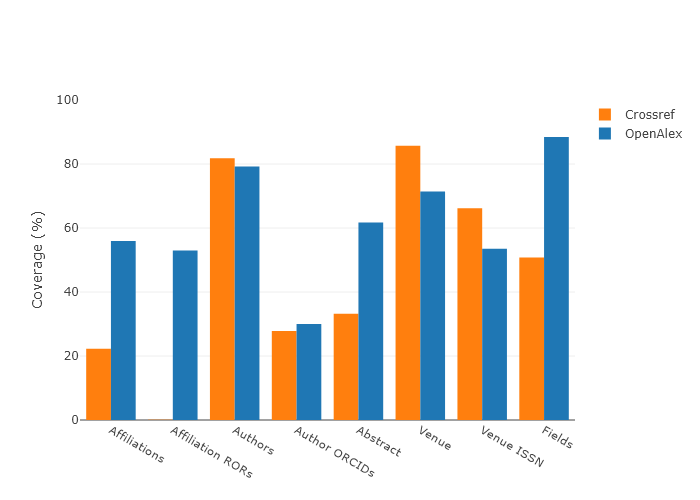 100
80
60
40
20
0
Coverage (%)
Affiliations
Affiliation RORs
Authors
Author ORCIDs
Abstract
Venue
Venue ISSN
Fields
Crossref
OpenAlex